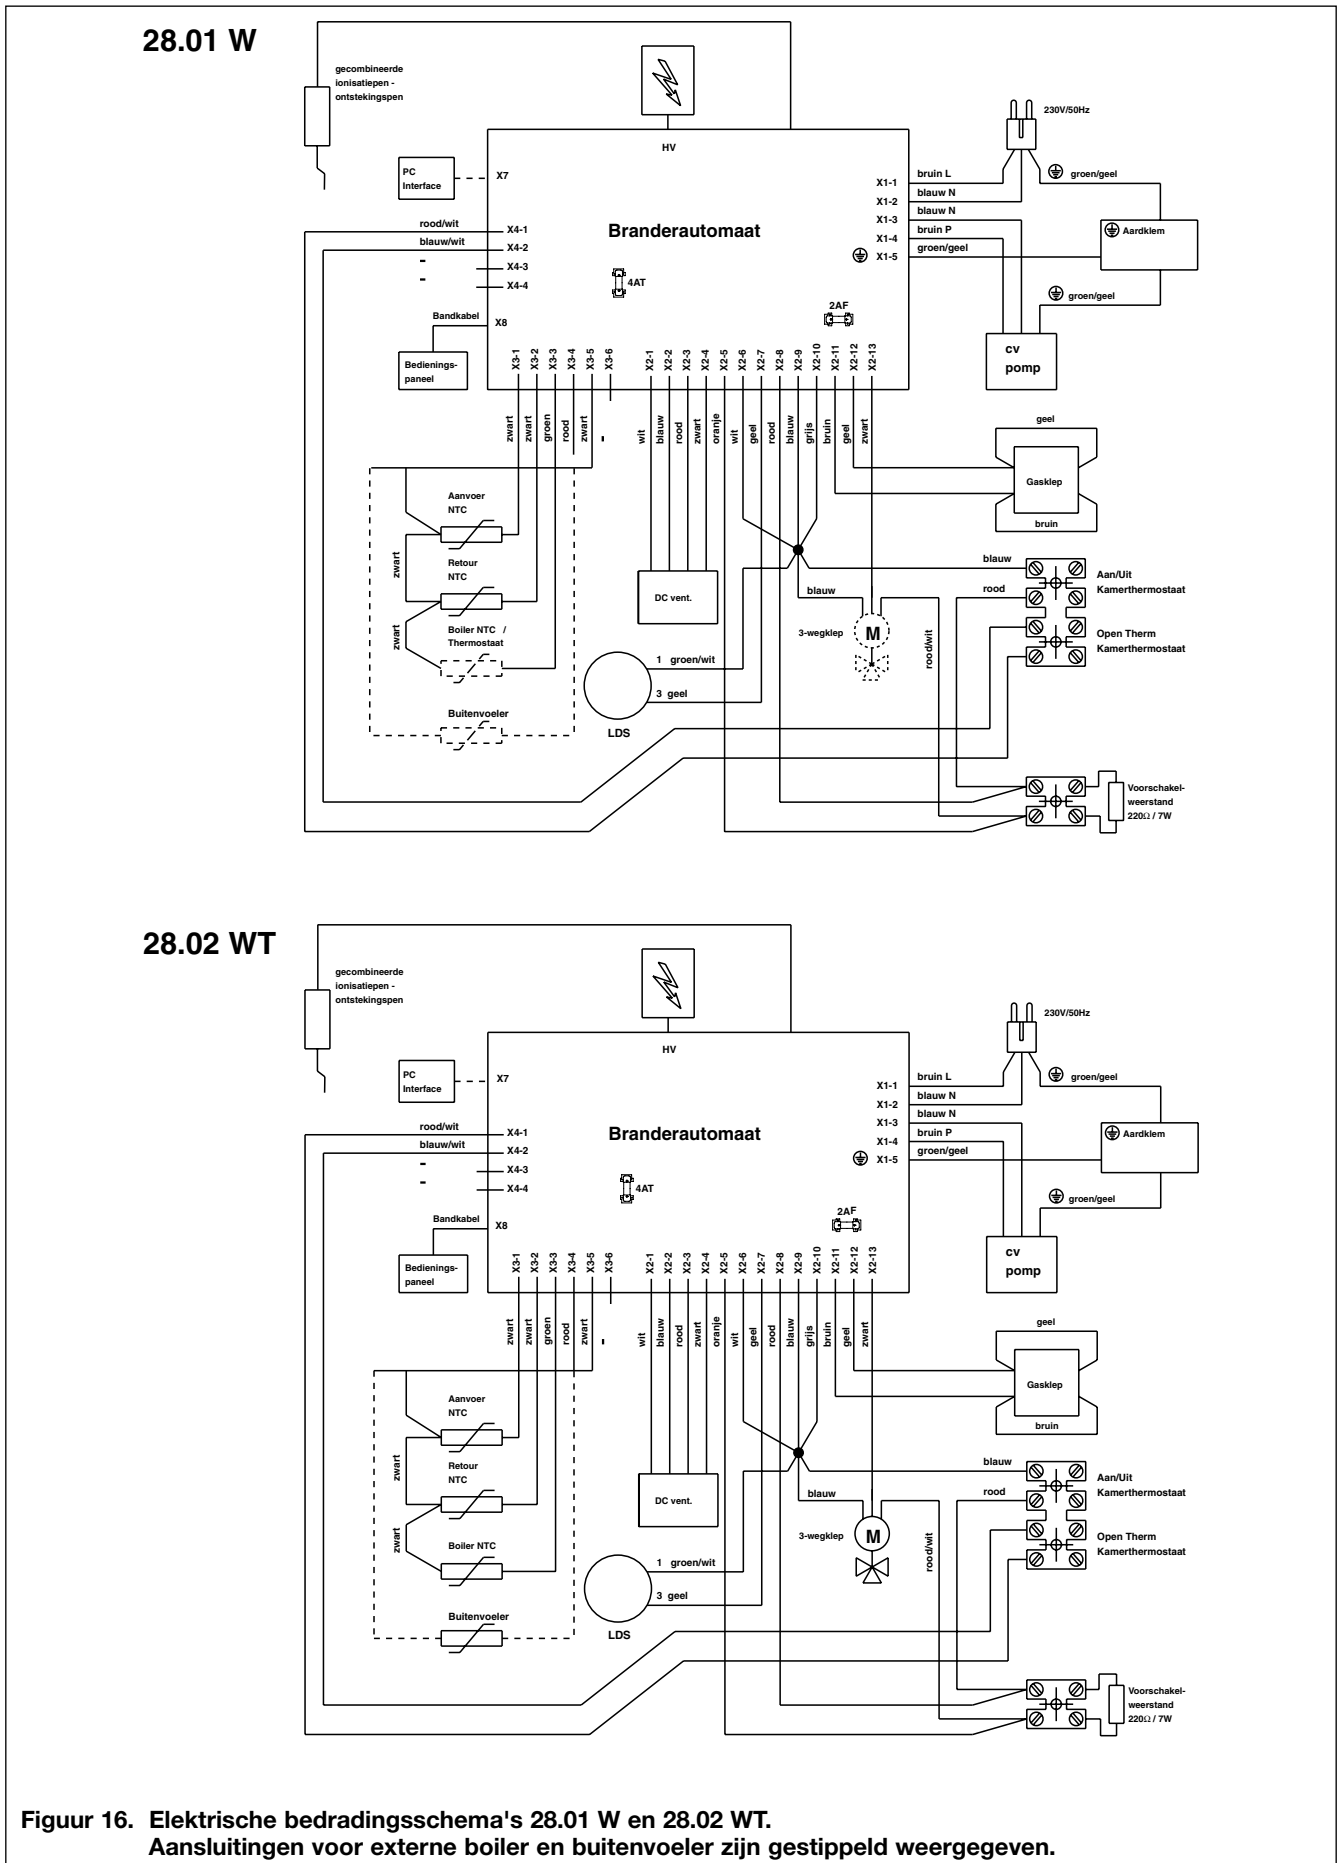 28.01 W
gecombineerde
ionisatiepen -
ontstekingspen
230V/50Hz
HV
PC
Interface
X7
X1-1
bruin L
groen/geel
X1-2
blauw N
X1-3
blauw N
X1-4
bruin P
X1-5
groen/geel
Aardklem
groen/geel
rood/wit
X4-1
blauw/wit
X4-2
-
X4-3
-
X4-4
Branderautomaat
4AT
2AF
Bandkabel
X8
Bedienings-
paneel
cv
pomp
X3-1
X3-2
X3-3
X3-4
X3-5
X3-6
X2-1
X2-2
X2-3
X2-4
X2-5
X2-6
X2-7
X2-8
X2-9
X2-10
X2-11
X2-12
X2-13
zwart
zwart
groen
rood
zwart
-
wit
blauw
rood
zwart
oranje
wit
geel
rood
blauw
grijs
bruin
geel
zwart
geel
Gasklep
bruin
Aanvoer
NTC
zwart
Retour
NTC
zwart
Boiler NTC /
Thermostaat
Buitenvoeler
DC vent.
blauw
3-wegklep
M
rood/wit
1 groen/wit
3 geel
LDS
blauw
rood
Aan/Uit
Kamerthermostaat
Open Therm
Kamerthermostaat
Voorschakel-
weerstand
220Ω / 7W
28.02 WT
gecombineerde
ionisatiepen -
ontstekingspen
230V/50Hz
HV
PC
Interface
X7
X1-1
bruin L
groen/geel
X1-2
blauw N
X1-3
blauw N
X1-4
bruin P
X1-5
groen/geel
Aardklem
groen/geel
rood/wit
X4-1
blauw/wit
X4-2
-
X4-3
-
X4-4
Branderautomaat
4AT
2AF
Bandkabel
X8
Bedienings-
paneel
cv
pomp
X3-1
X3-2
X3-3
X3-4
X3-5
X3-6
X2-1
X2-2
X2-3
X2-4
X2-5
X2-6
X2-7
X2-8
X2-9
X2-10
X2-11
X2-12
X2-13
zwart
zwart
groen
rood
zwart
-
wit
blauw
rood
zwart
oranje
wit
geel
rood
blauw
grijs
bruin
geel
zwart
geel
Gasklep
bruin
Aanvoer
NTC
zwart
Retour
NTC
zwart
Boiler NTC
Buitenvoeler
DC vent.
blauw
3-wegklep
M
rood/wit
1 groen/wit
3 geel
LDS
blauw
rood
Aan/Uit
Kamerthermostaat
Open Therm
Kamerthermostaat
Voorschakel-
weerstand
220Ω / 7W
Figuur 16. Elektrische bedradingsschema's 28.01 W en 28.02 WT.
Aansluitingen voor externe boiler en buitenvoeler zijn gestippeld weergegeven.